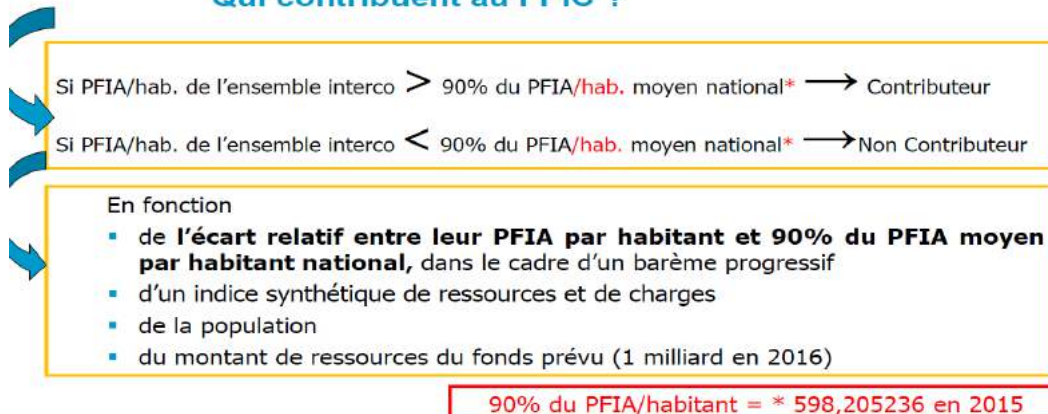 Qui contribuent au FPIC ?
Si PFIA/hab. de l'ensemble interco > 90% du PFIA/hab. moyen national* → Contributeur
Si PFIA/hab. de l'ensemble interco < 90% du PFIA/hab. moyen national* → Non Contributeur
En fonction
▪ de l'écart relatif entre leur PFIA par habitant et 90% du PFIA moyen
par habitant national, dans le cadre d'un barème progressif
▪ d'un indice synthétique de ressources et de charges
▪ de la population
▪ du montant de ressources du fonds prévu (1 milliard en 2016)
90% du PFIA/habitant = * 598,205236 en 2015